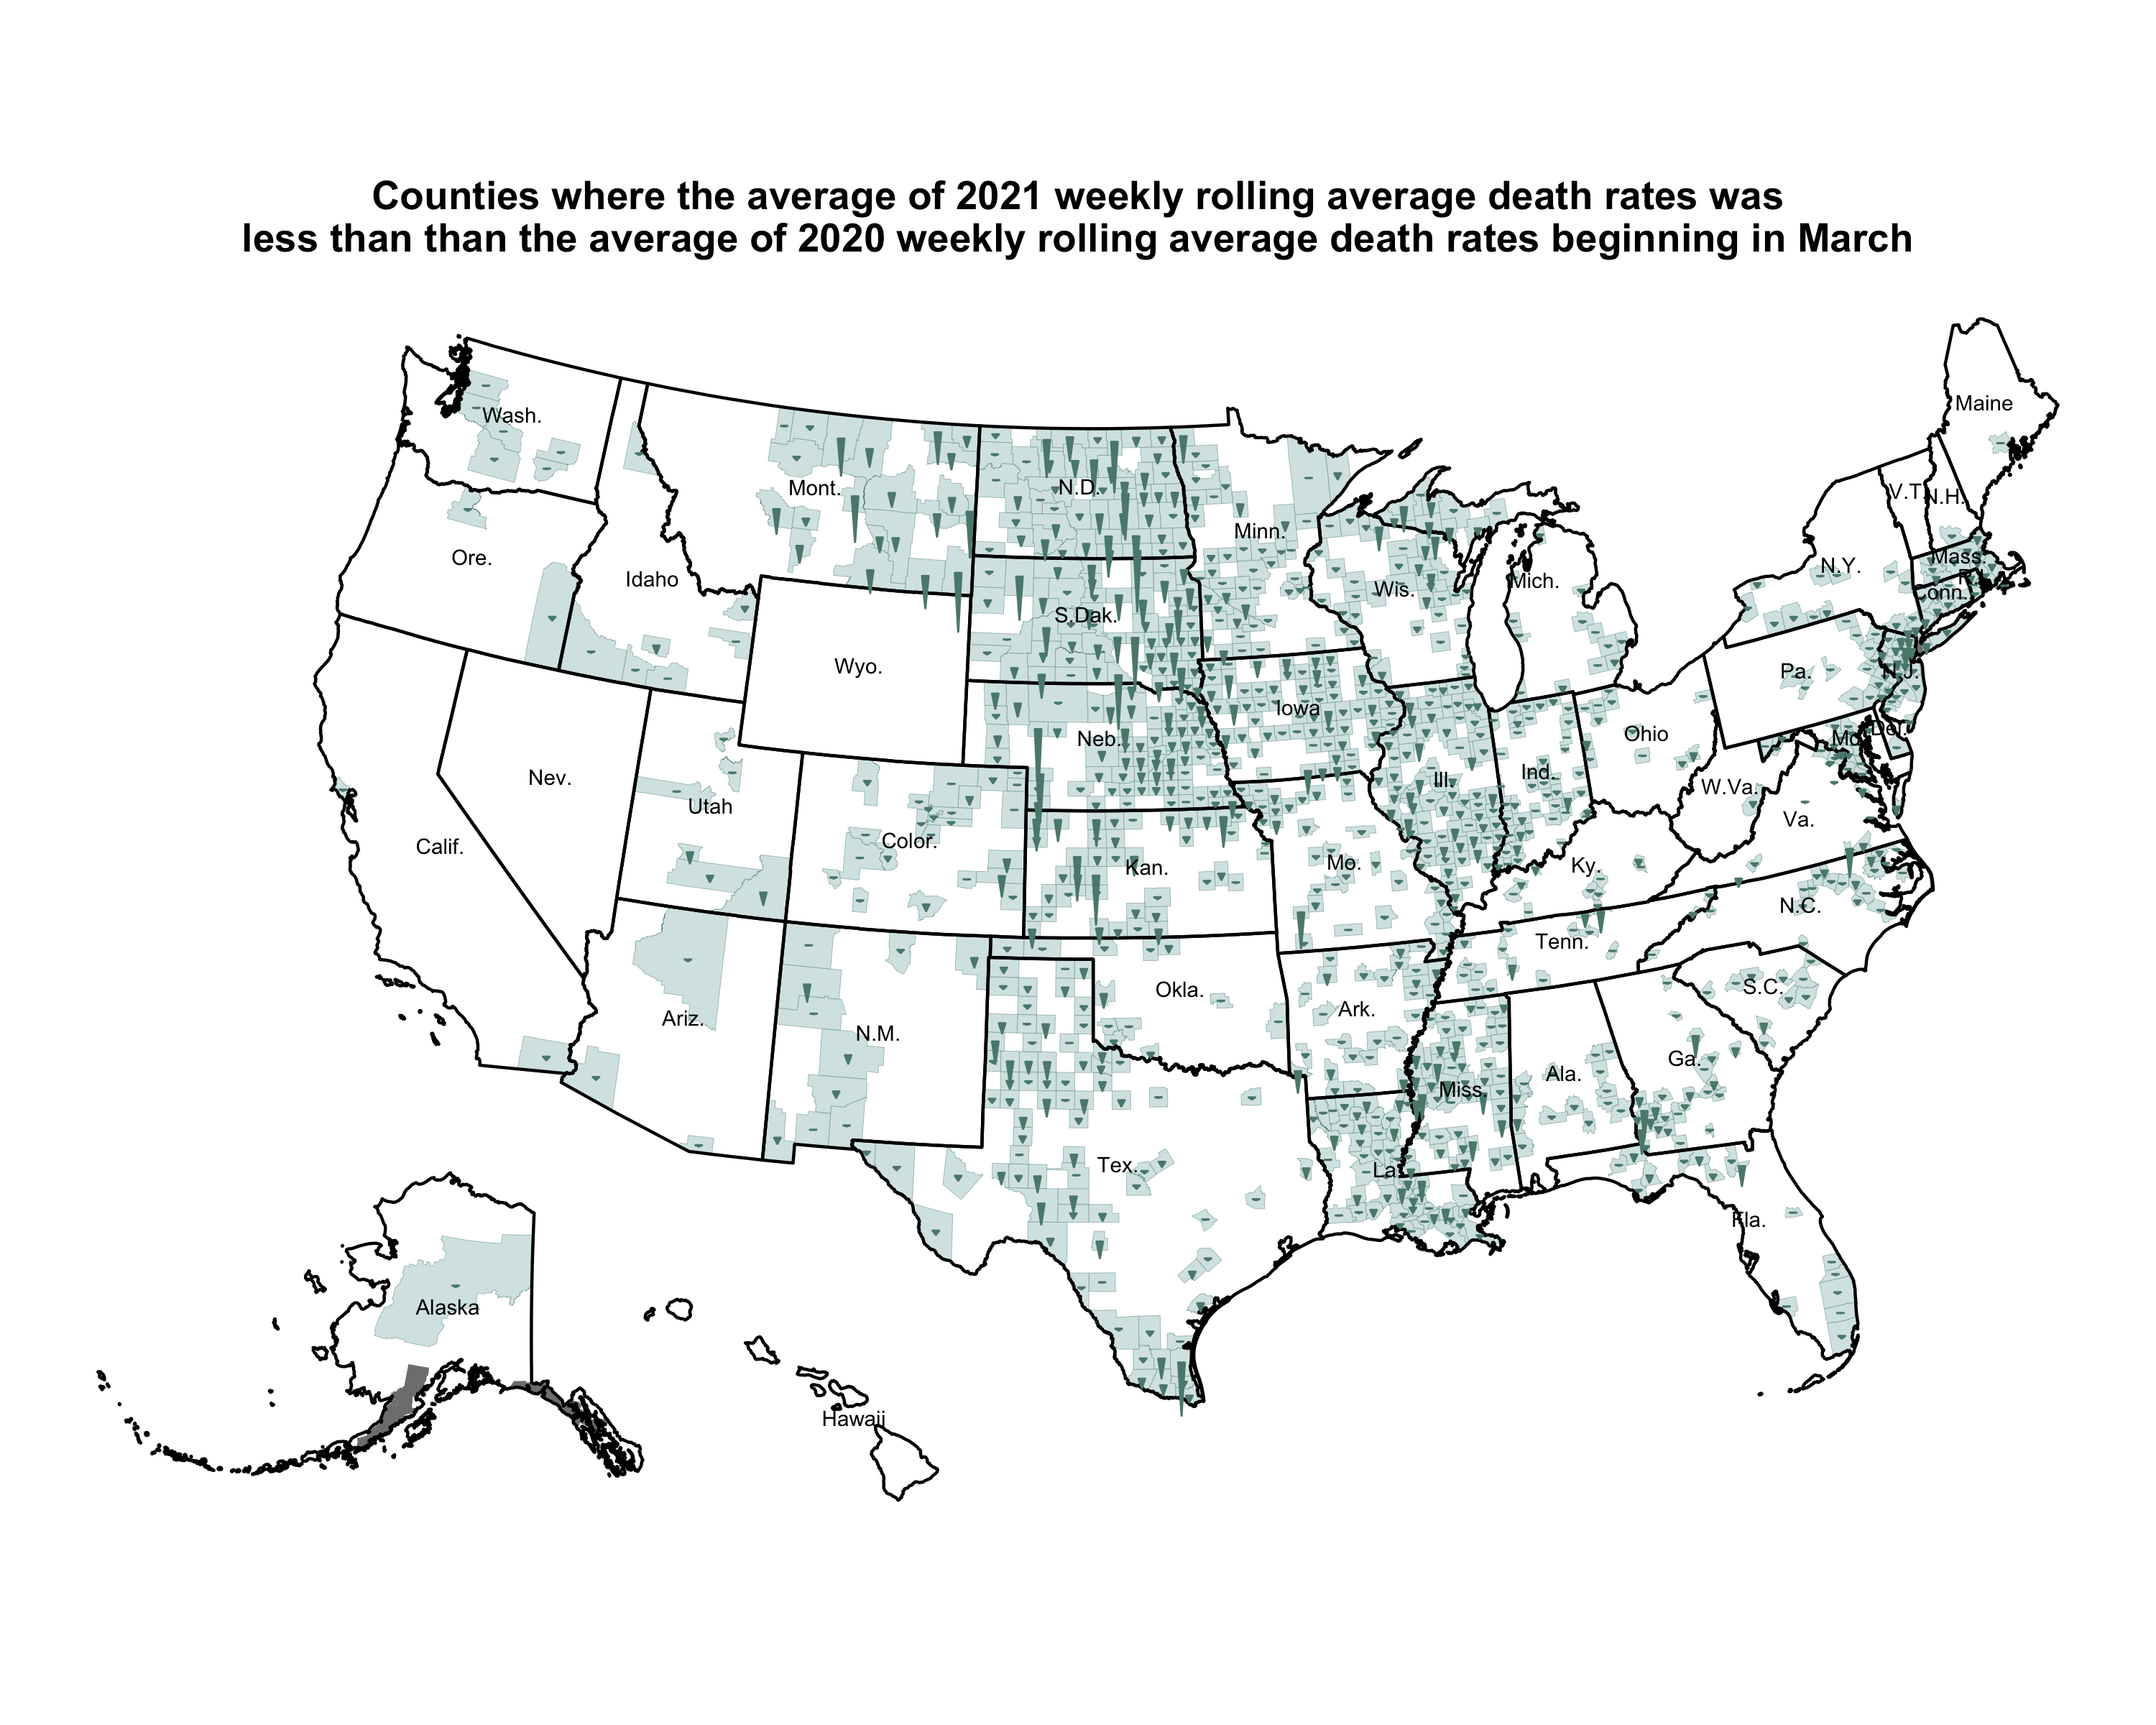 Counties where the average of 2021 weekly rolling average death rates was
less than than the average of 2020 weekly rolling average death rates beginning in March
Maine
Wash.
Mont.
N.D.
V.T.
N.H.
Minn.
Ore.
Mass.
N.Y.
Idaho
R.I.
Mich.
Wis.
Conn.
S.Dak.
Wyo.
Pa.
N.J.
Iowa
Ohio
Del.
Neb.
Md.
Nev.
Ind.
Ill.
W.Va.
Utah
Va.
Calif.
Color.
Mo.
Ky.
Kan.
N.C.
Tenn.
S.C.
Okla.
Ark.
Ariz.
N.M.
Ga.
Ala.
Miss.
Tex.
La.
Fla.
Alaska
Hawaii